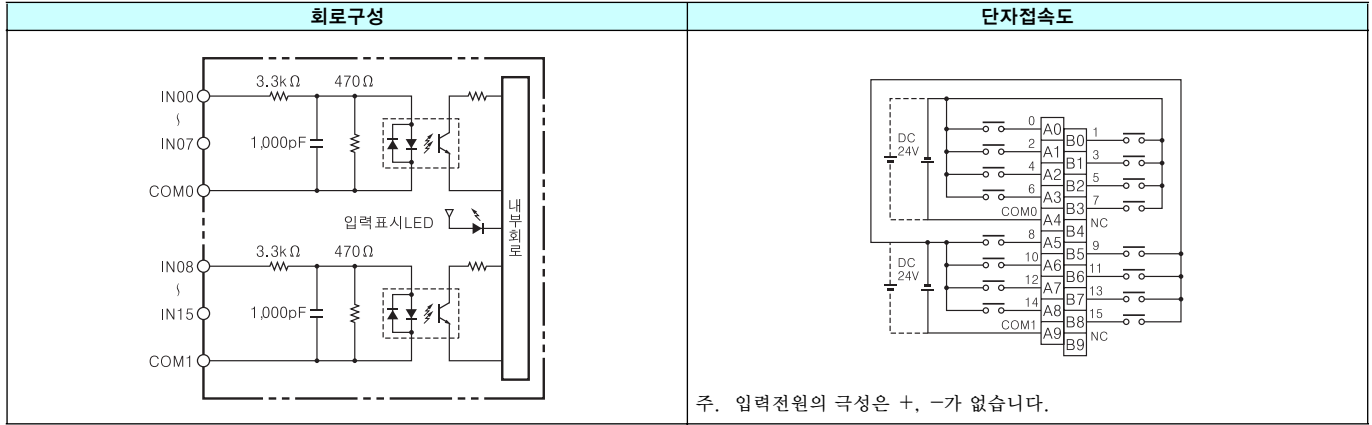 회로구성
단자접속도
3.3kΩ 470Ω
IN00
~
IN07
1,000pF
COM0
입력표시LED
내부회로
3.3kΩ 470Ω
IN08
~
IN15
1,000pF
COM1
DC
24V
0 A0
B0 1
2 A1
B1 3
4 A2
B2 5
6 A3
B3 7
COM0 A4
B4 NC
8 A5
B5 9
DC
24V
10 A6
B6 11
12 A7
B7 13
14 A8
B8 15
COM1 A9
B9 NC
주. 입력전원의 극성은 +, -가 없습니다.